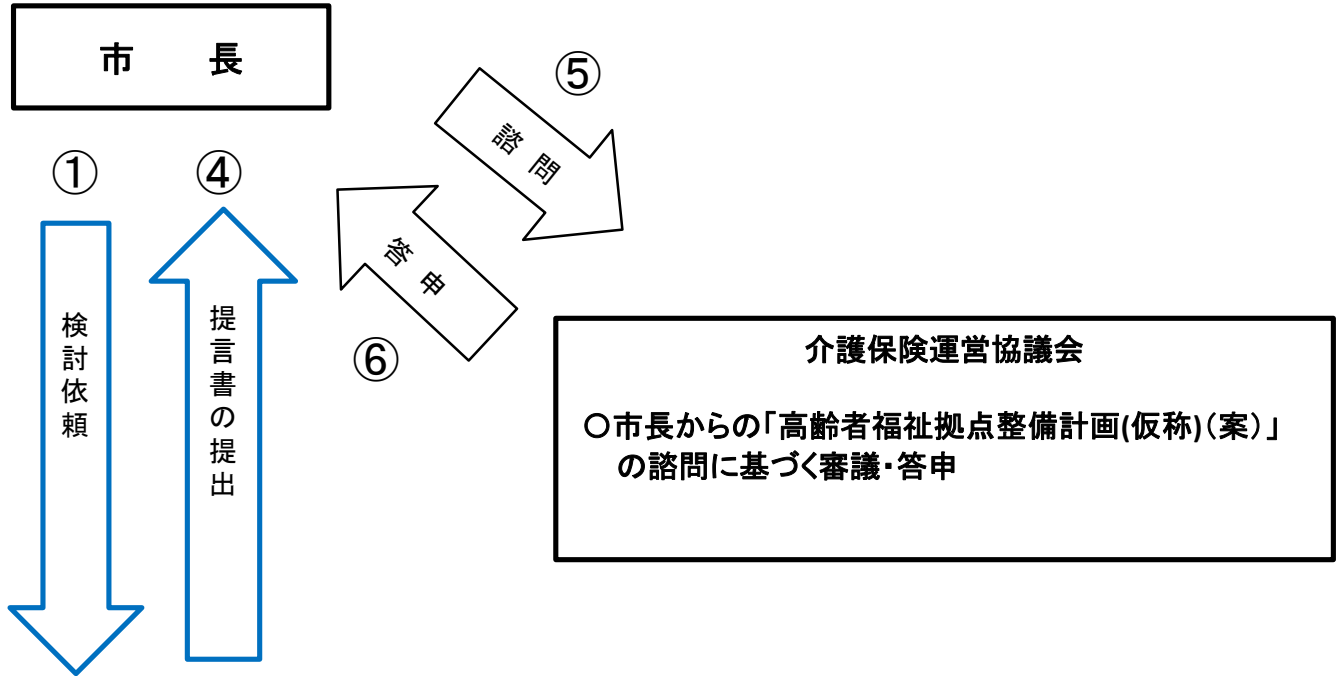 市　　長
⑤
諮 問
①
④
答 申
⑥
検討依頼
提言書の提出
介護保険運営協議会
○市長からの「高齢者福祉拠点整備計画(仮称)（案）」
の諮問に基づく審議・答申